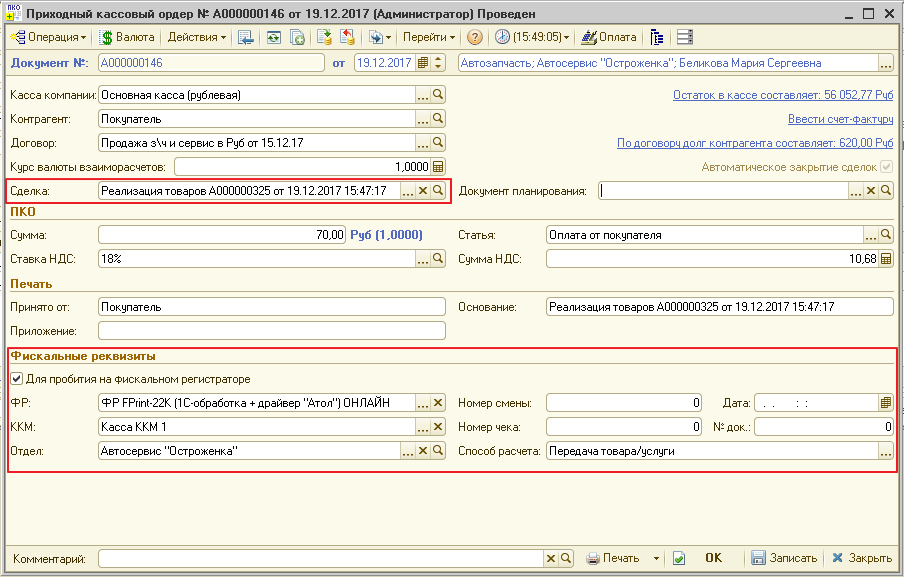 ПКО Приходный кассовый ордер № А000000146 от 19.12.2017 (Администратор) Проведен
Операция Валюта Действия Перейти (15:49:05) Оплата
Документ №: А000000146 от 19.12.2017 Автозапчасть; Автосервис "Остроженка"; Беликова Мария Сергеевна ...
Касса компании: Основная касса (рублевая) ... Остаток в кассе составляет: 56 052,77 Руб
Контрагент: Покупатель ... Ввести счет-фактуру
Договор: Продажа з\ч и сервис в Руб от 15.12.17 ... По договору долг контрагента составляет: 620,00 Руб
Курс валюты взаиморасчетов: 1,0000 Автоматическое закрытие сделок
Сделка: Реализация товаров А000000325 от 19.12.2017 15:47:17 ... Документ планирования: ...
ПКО
Сумма: 70,00 Руб (1,0000) Статья: Оплата от покупателя ...
Ставка НДС: 18% ... Сумма НДС: 10,68
Печать
Принято от: Покупатель Основание: Реализация товаров А000000325 от 19.12.2017 15:47:17
Приложение:
Фискальные реквизиты
Для пробития на фискальном регистраторе
ФР: ФР FPrint-22К (1С-обработка + драйвер "Атол") ОНЛАЙН ... Номер смены: 0 Дата: . . : :
ККМ: Касса ККМ 1 ... Номер чека: 0 № док.: 0
Отдел: Автосервис "Остроженка" ... Способ расчета: Передача товара/услуги ...
Комментарий: Печать ОК Записать Закрыть